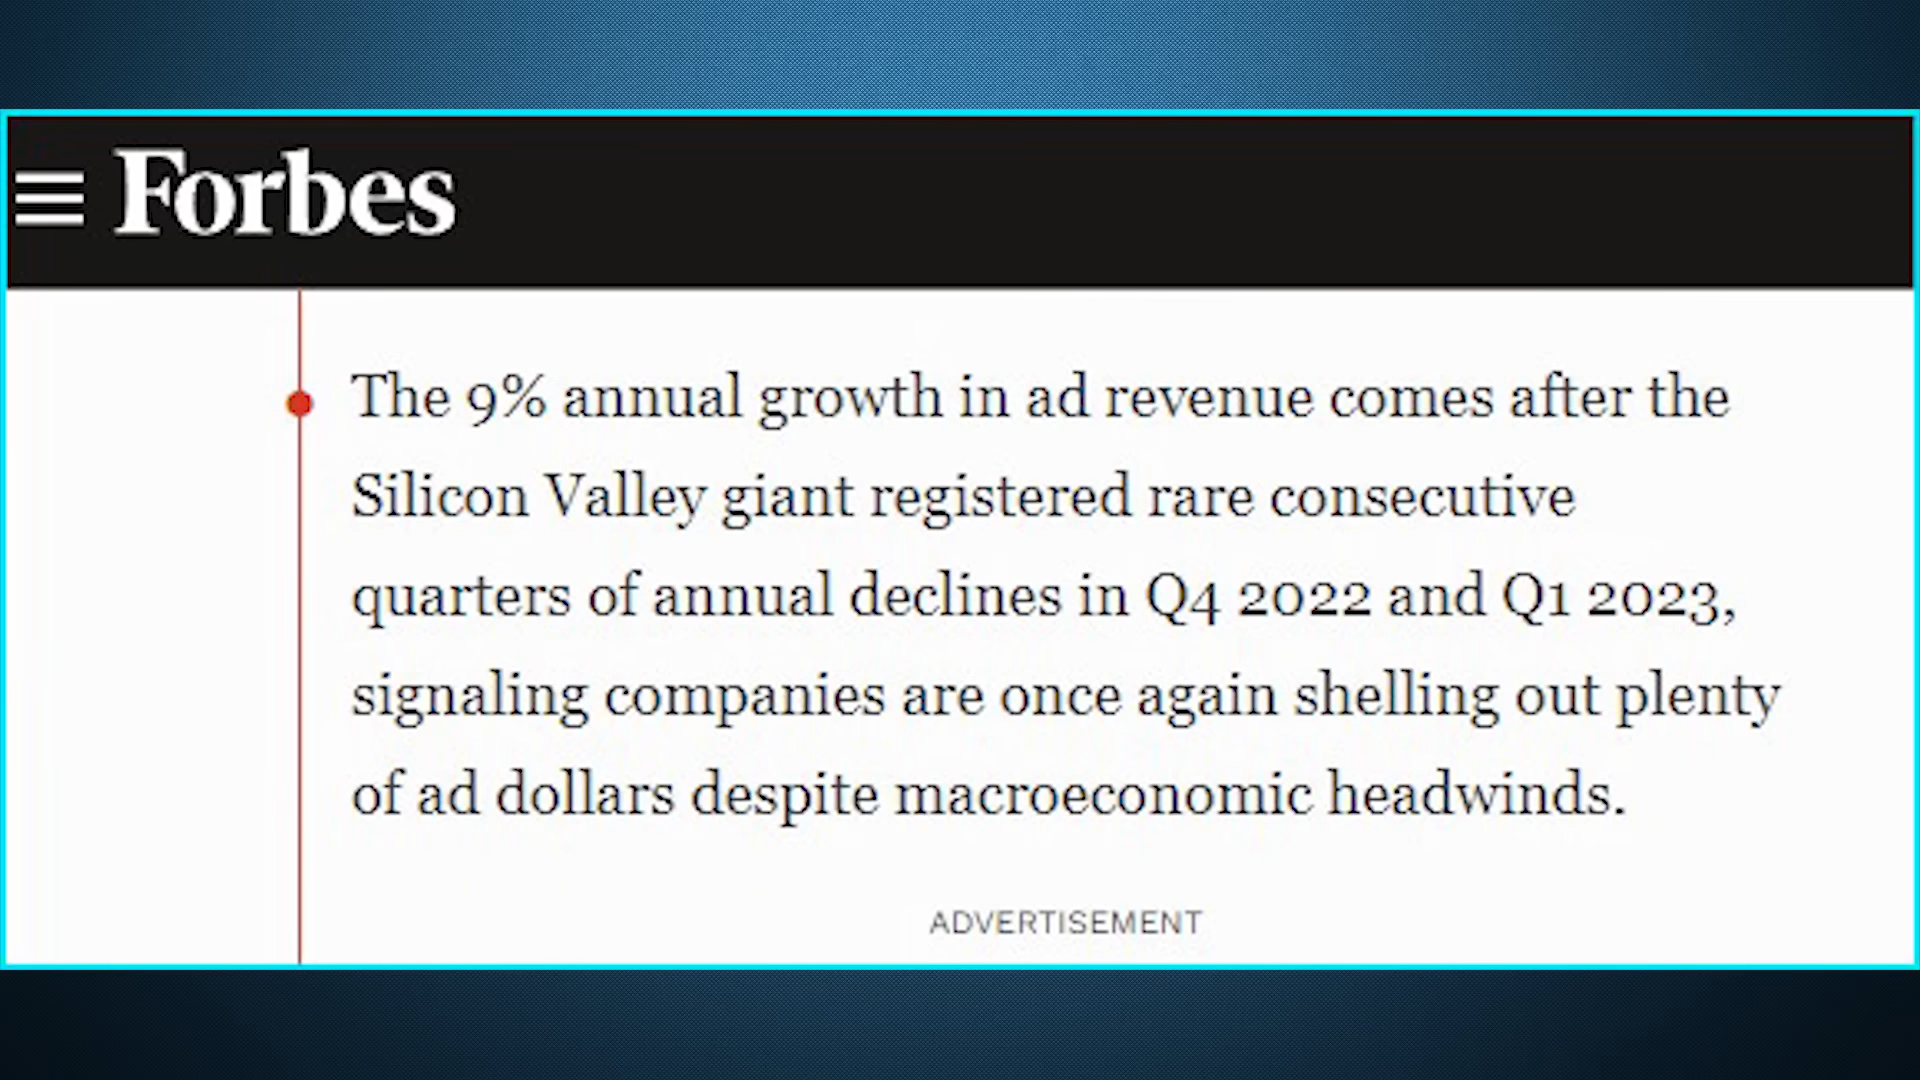 Forbes
The 9% annual growth in ad revenue comes after the
Silicon Valley giant registered rare consecutive
quarters of annual declines in Q4 2022 and Q1 2023,
signaling companies are once again shelling out plenty
of ad dollars despite macroeconomic headwinds.
ADVERTISEMENT